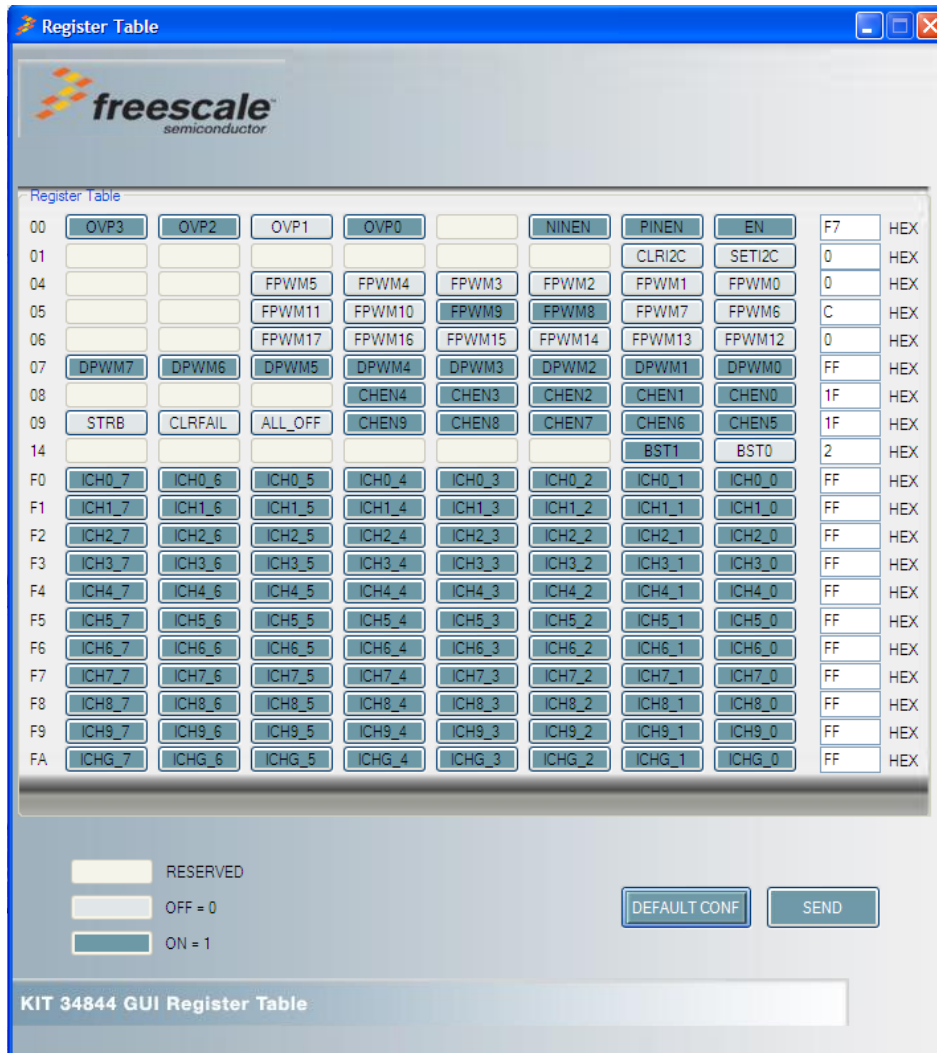 Register Table
freescale™
semiconductor
Register Table
00 OVP3 OVP2 OVP1 OVP0 NINEN PINEN EN F7 HEX
01 CLRI2C SETI2C 0 HEX
04 FPWM5 FPWM4 FPWM3 FPWM2 FPWM1 FPWM0 0 HEX
05 FPWM11 FPWM10 FPWM9 FPWM8 FPWM7 FPWM6 C HEX
06 FPWM17 FPWM16 FPWM15 FPWM14 FPWM13 FPWM12 0 HEX
07 DPWM7 DPWM6 DPWM5 DPWM4 DPWM3 DPWM2 DPWM1 DPWM0 FF HEX
08 CHEN4 CHEN3 CHEN2 CHEN1 CHEN0 1F HEX
09 STRB CLRFAIL ALL_OFF CHEN9 CHEN8 CHEN7 CHEN6 CHEN5 1F HEX
14 BST1 BST0 2 HEX
F0 ICH0_7 ICH0_6 ICH0_5 ICH0_4 ICH0_3 ICH0_2 ICH0_1 ICH0_0 FF HEX
F1 ICH1_7 ICH1_6 ICH1_5 ICH1_4 ICH1_3 ICH1_2 ICH1_1 ICH1_0 FF HEX
F2 ICH2_7 ICH2_6 ICH2_5 ICH2_4 ICH2_3 ICH2_2 ICH2_1 ICH2_0 FF HEX
F3 ICH3_7 ICH3_6 ICH3_5 ICH3_4 ICH3_3 ICH3_2 ICH3_1 ICH3_0 FF HEX
F4 ICH4_7 ICH4_6 ICH4_5 ICH4_4 ICH4_3 ICH4_2 ICH4_1 ICH4_0 FF HEX
F5 ICH5_7 ICH5_6 ICH5_5 ICH5_4 ICH5_3 ICH5_2 ICH5_1 ICH5_0 FF HEX
F6 ICH6_7 ICH6_6 ICH6_5 ICH6_4 ICH6_3 ICH6_2 ICH6_1 ICH6_0 FF HEX
F7 ICH7_7 ICH7_6 ICH7_5 ICH7_4 ICH7_3 ICH7_2 ICH7_1 ICH7_0 FF HEX
F8 ICH8_7 ICH8_6 ICH8_5 ICH8_4 ICH8_3 ICH8_2 ICH8_1 ICH8_0 FF HEX
F9 ICH9_7 ICH9_6 ICH9_5 ICH9_4 ICH9_3 ICH9_2 ICH9_1 ICH9_0 FF HEX
FA ICHG_7 ICHG_6 ICHG_5 ICHG_4 ICHG_3 ICHG_2 ICHG_1 ICHG_0 FF HEX
RESERVED
OFF = 0
ON = 1
DEFAULT CONF SEND
KIT 34844 GUI Register Table